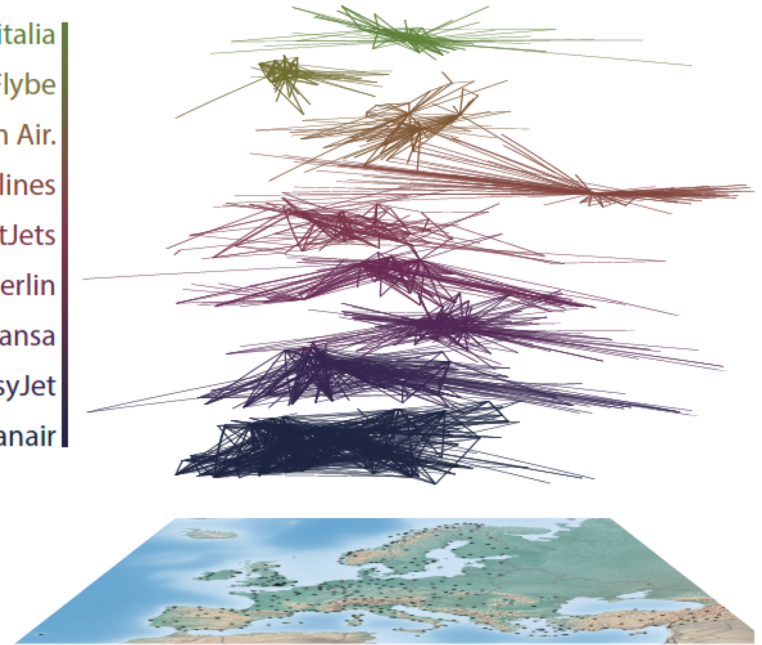 italia
Flybe
n Air.
lines
tJets
erlin
ansa
syJet
anair